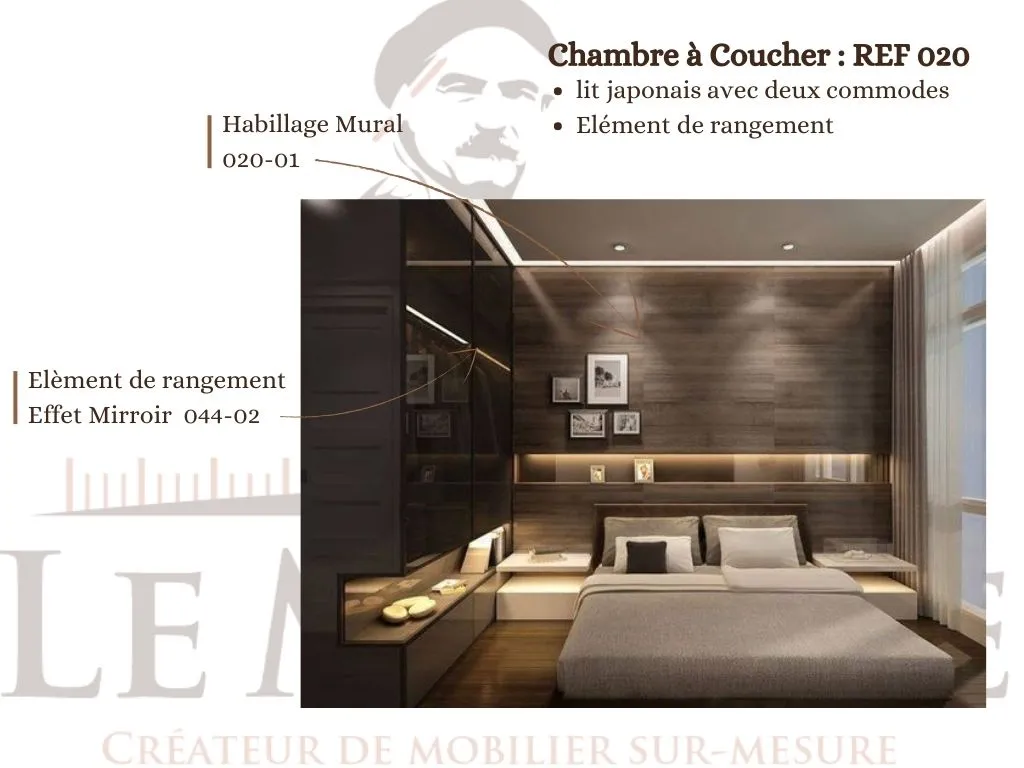 Chambre à Coucher : REF 020
• lit japonais avec deux commodes
• Elément de rangement
Habillage Mural
020-01
Elèment de rangement
Effet Mirroir 044-02
LE M
CRÉATEUR DE MOBILIER SUR-MESURE